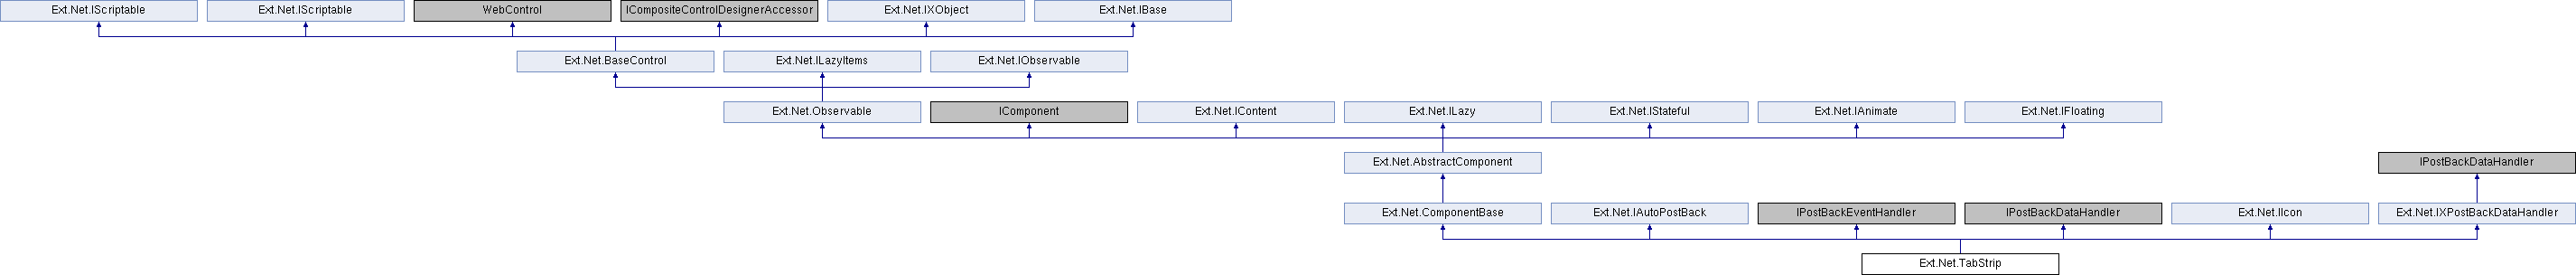 Ext.Net.IScriptable
Ext.Net.IScriptable
WebControl
ICompositeControlDesignerAccessor
Ext.Net.IXObject
Ext.Net.IBase
Ext.Net.BaseControl
Ext.Net.ILazyItems
Ext.Net.IObservable
Ext.Net.Observable
IComponent
Ext.Net.IContent
Ext.Net.ILazy
Ext.Net.IStateful
Ext.Net.IAnimate
Ext.Net.IFloating
Ext.Net.AbstractComponent
IPostBackDataHandler
Ext.Net.ComponentBase
Ext.Net.IAutoPostBack
IPostBackEventHandler
IPostBackDataHandler
Ext.Net.IIcon
Ext.Net.IXPostBackDataHandler
Ext.Net.TabStrip